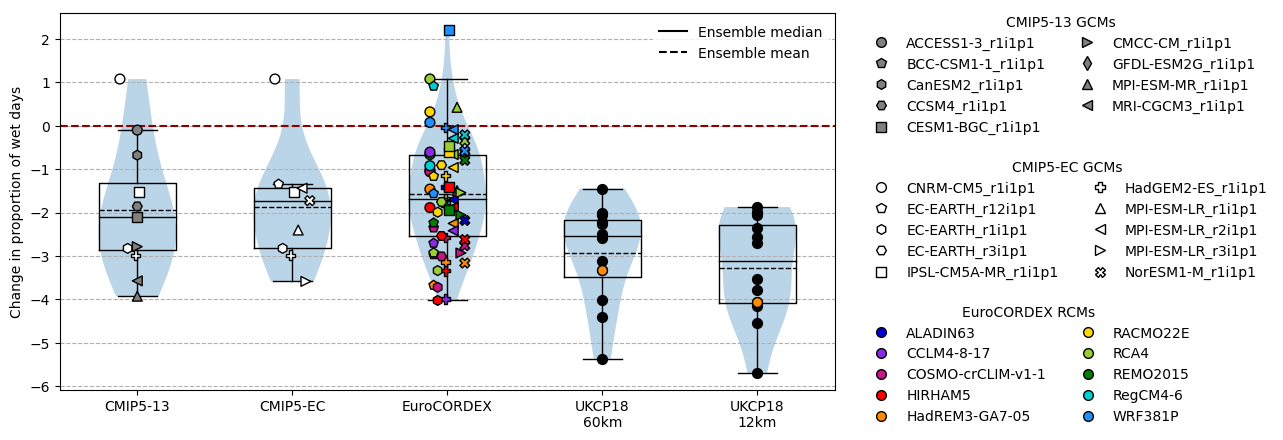 Change in proportion of wet days
2
1
0
−1
−2
−3
−4
−5
−6
Ensemble median
Ensemble mean
CMIP5-13
CMIP5-EC
EuroCORDEX
UKCP18
60km
UKCP18
12km
CMIP5-13 GCMs
ACCESS1-3_r1i1p1
BCC-CSM1-1_r1i1p1
CanESM2_r1i1p1
CCSM4_r1i1p1
CESM1-BGC_r1i1p1
CMCC-CM_r1i1p1
GFDL-ESM2G_r1i1p1
MPI-ESM-MR_r1i1p1
MRI-CGCM3_r1i1p1
CMIP5-EC GCMs
CNRM-CM5_r1i1p1
EC-EARTH_r12i1p1
EC-EARTH_r1i1p1
EC-EARTH_r3i1p1
IPSL-CM5A-MR_r1i1p1
HadGEM2-ES_r1i1p1
MPI-ESM-LR_r1i1p1
MPI-ESM-LR_r2i1p1
MPI-ESM-LR_r3i1p1
NorESM1-M_r1i1p1
EuroCORDEX RCMs
ALADIN63
CCLM4-8-17
COSMO-crCLIM-v1-1
HIRHAM5
HadREM3-GA7-05
RACMO22E
RCA4
REMO2015
RegCM4-6
WRF381P